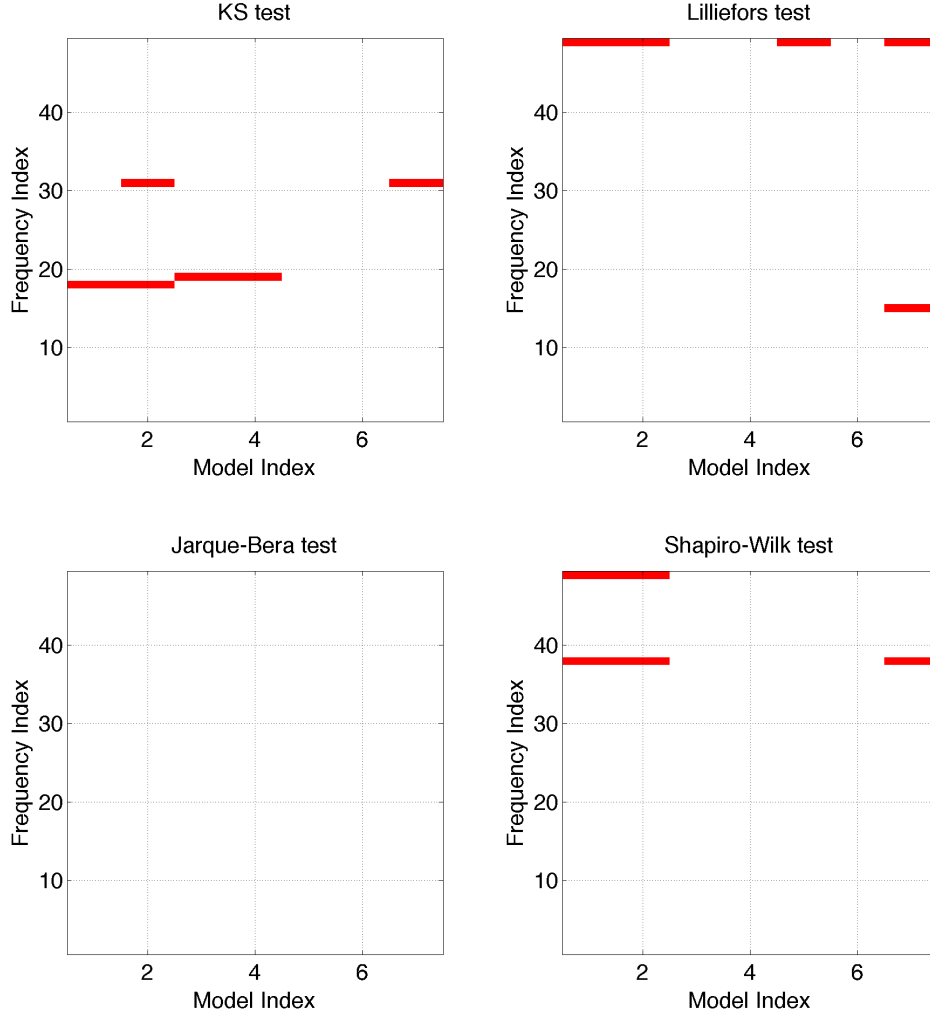 KS test
Frequency Index
40
30
20
10
2 4 6
Model Index
Lilliefors test
Frequency Index
40
30
20
10
2 4 6
Model Index
Jarque-Bera test
Frequency Index
40
30
20
10
2 4 6
Model Index
Shapiro-Wilk test
Frequency Index
40
30
20
10
2 4 6
Model Index